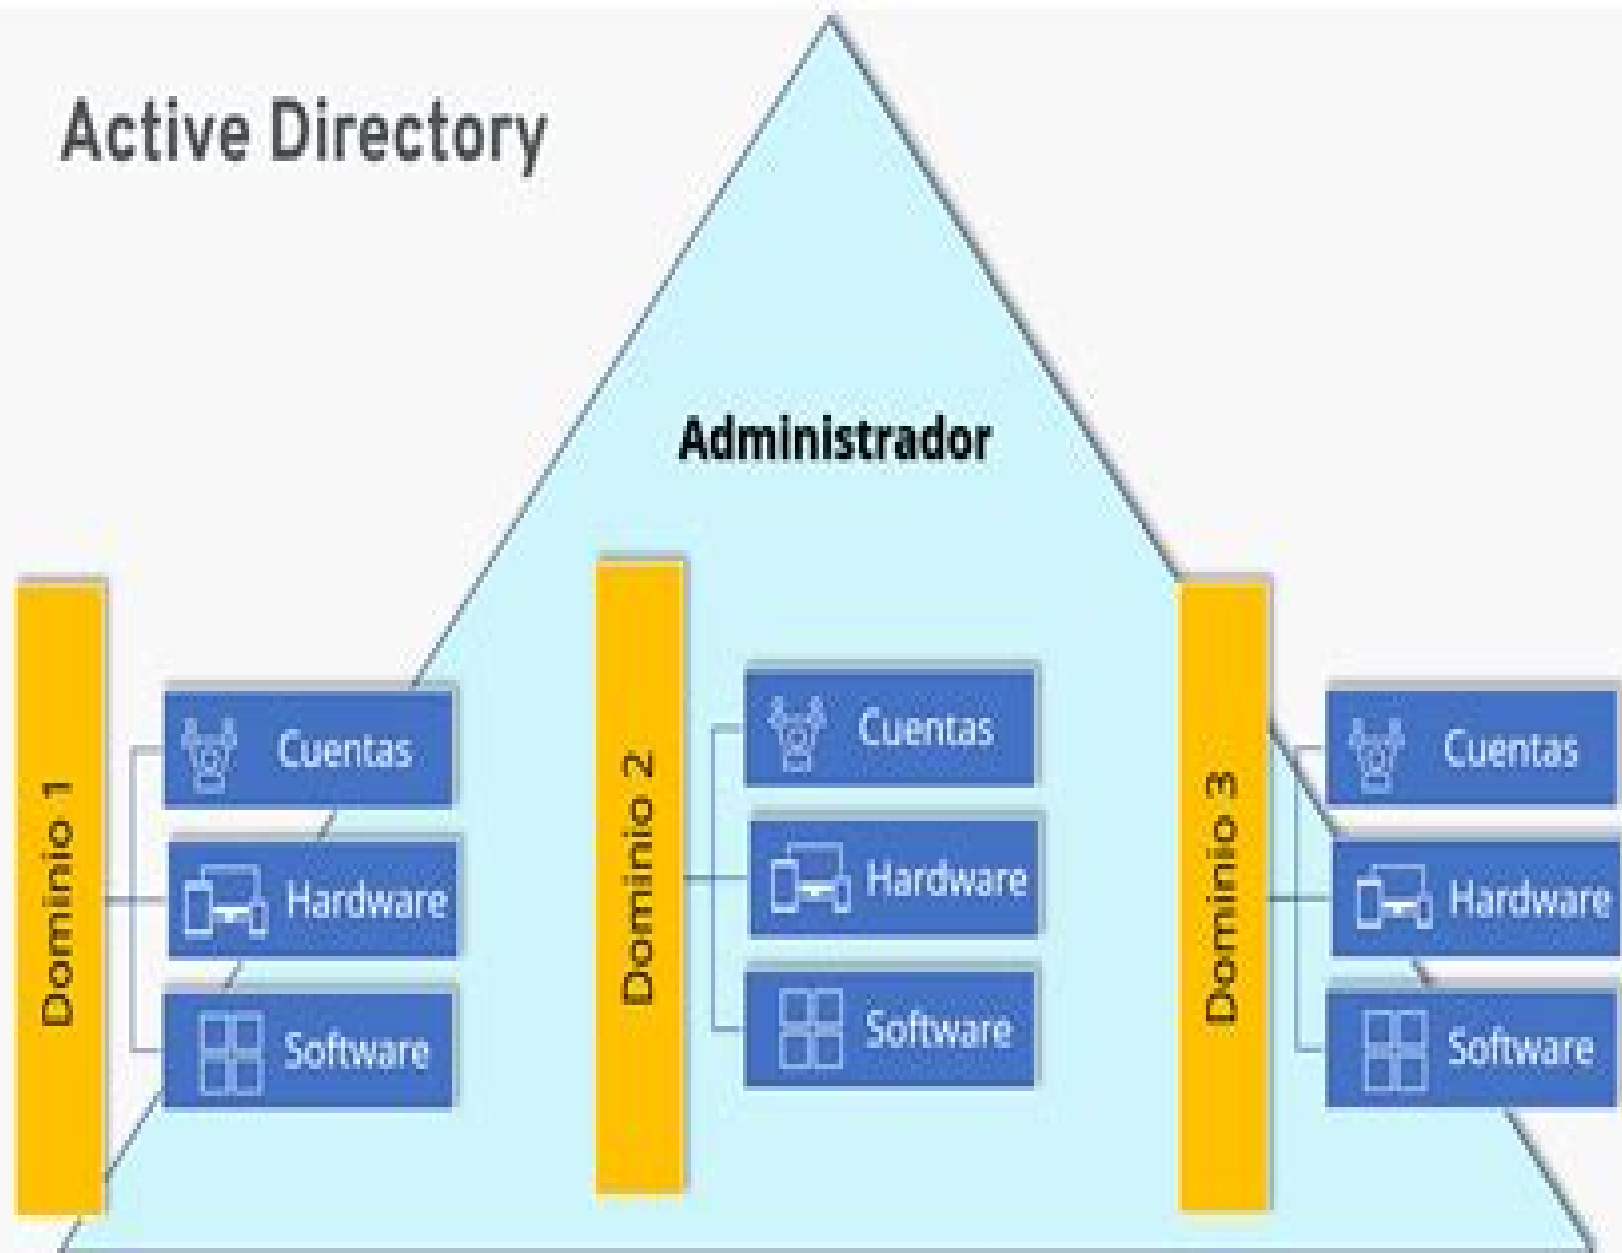 Active Directory
Administrador
Dominio 1
Cuentas
Hardware
Software
Dominio 2
Cuentas
Hardware
Software
Dominio 3
Cuentas
Hardware
Software